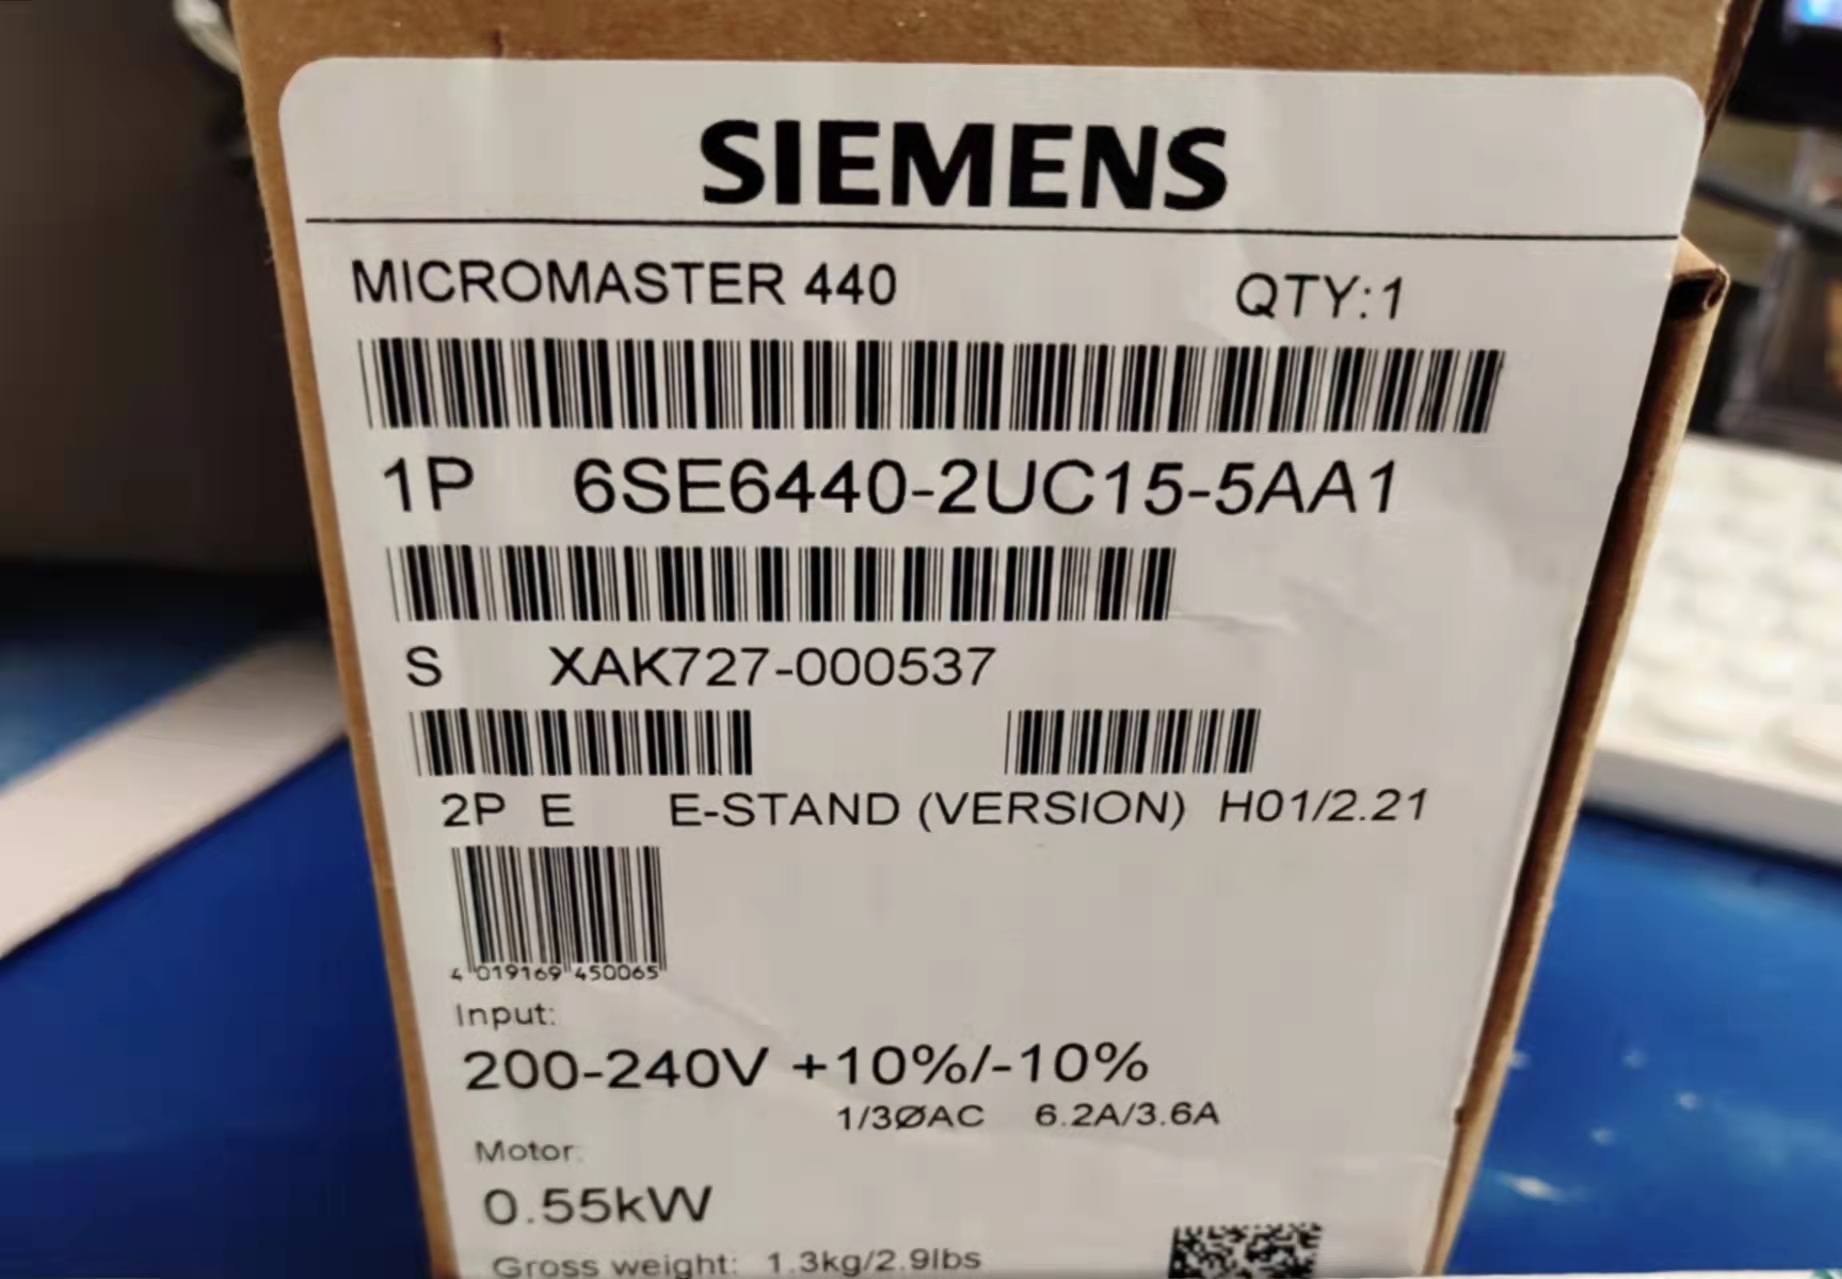 SIEMENS
MICROMASTER 440 QTY:1
1P 6SE6440-2UC15-5AA1
S XAK727-000537
2P E E-STAND (VERSION) H01/2.21
4 019169 450065
Input:
200-240V +10%/-10%
1/3ØAC 6.2A/3.6A
Motor:
0.55kW
Gross weight: 1.3kg/2.9lbs